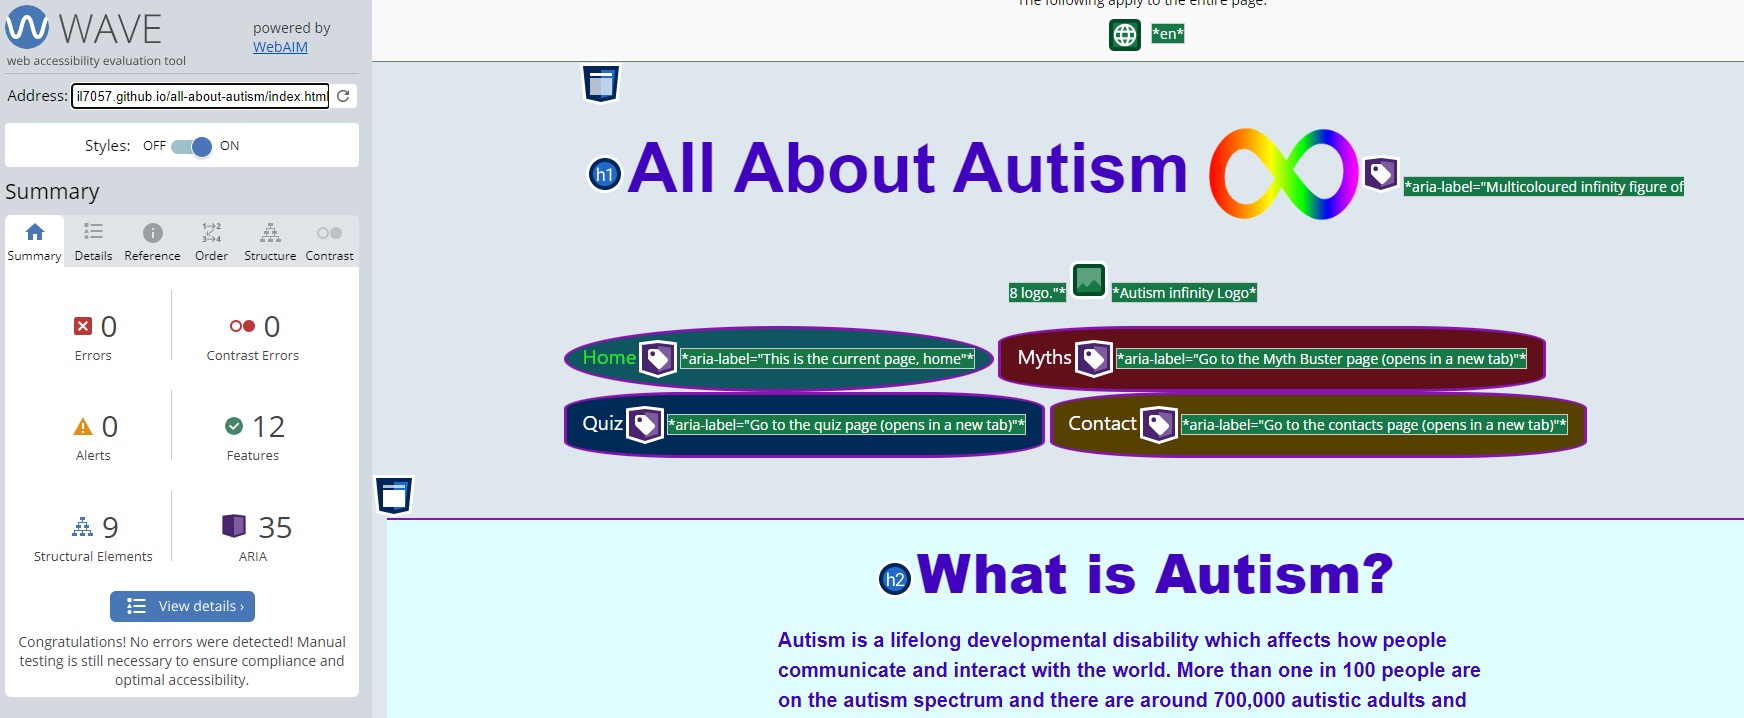 WAVE
web accessibility evaluation tool
powered by
WebAIM
Address: il7057.github.io/all-about-autism/index.html
Styles: OFF ON
Summary
Summary Details Reference Order Structure Contrast
0 Errors
0 Contrast Errors
0 Alerts
12 Features
9 Structural Elements
35 ARIA
View details ›
Congratulations! No errors were detected! Manual
testing is still necessary to ensure compliance and
optimal accessibility.
The following apply to the entire page:
*en*
h1 All About Autism
*aria-label="Multicoloured infinity figure of
8 logo."* *Autism infinity Logo*
Home *aria-label="This is the current page, home"*
Myths *aria-label="Go to the Myth Buster page (opens in a new tab)"*
Quiz *aria-label="Go to the quiz page (opens in a new tab)"*
Contact *aria-label="Go to the contacts page (opens in a new tab)"*
h2 What is Autism?
Autism is a lifelong developmental disability which affects how people
communicate and interact with the world. More than one in 100 people are
on the autism spectrum and there are around 700,000 autistic adults and